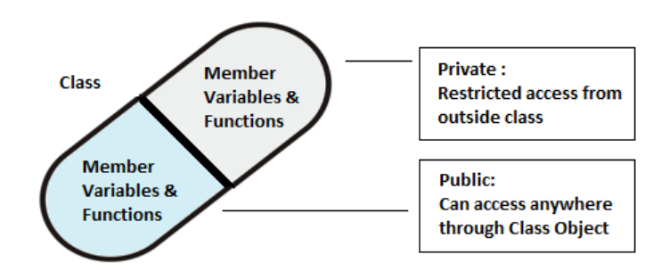 Class
Member
Variables &
Functions
Member
Variables &
Functions
Private :
Restricted access from
outside class
Public:
Can access anywhere
through Class Object